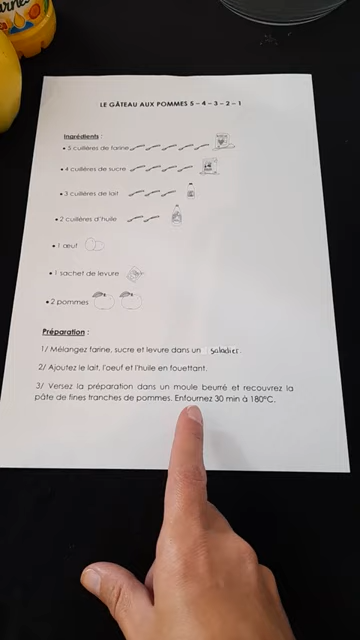 LE GÂTEAU AUX POMMES 5 – 4 – 3 – 2 – 1
Ingrédients :
• 5 cuillères de farine
• 4 cuillères de sucre
• 3 cuillères de lait
• 2 cuillères d'huile
• 1 œuf
• 1 sachet de levure
• 2 pommes
Préparation :
1/ Mélangez farine, sucre et levure dans un saladier.
2/ Ajoutez le lait, l'oeuf et l'huile en fouettant.
3/ Versez la préparation dans un moule beurré et recouvrez la
pâte de fines tranches de pommes. Enfournez 30 min à 180°C.